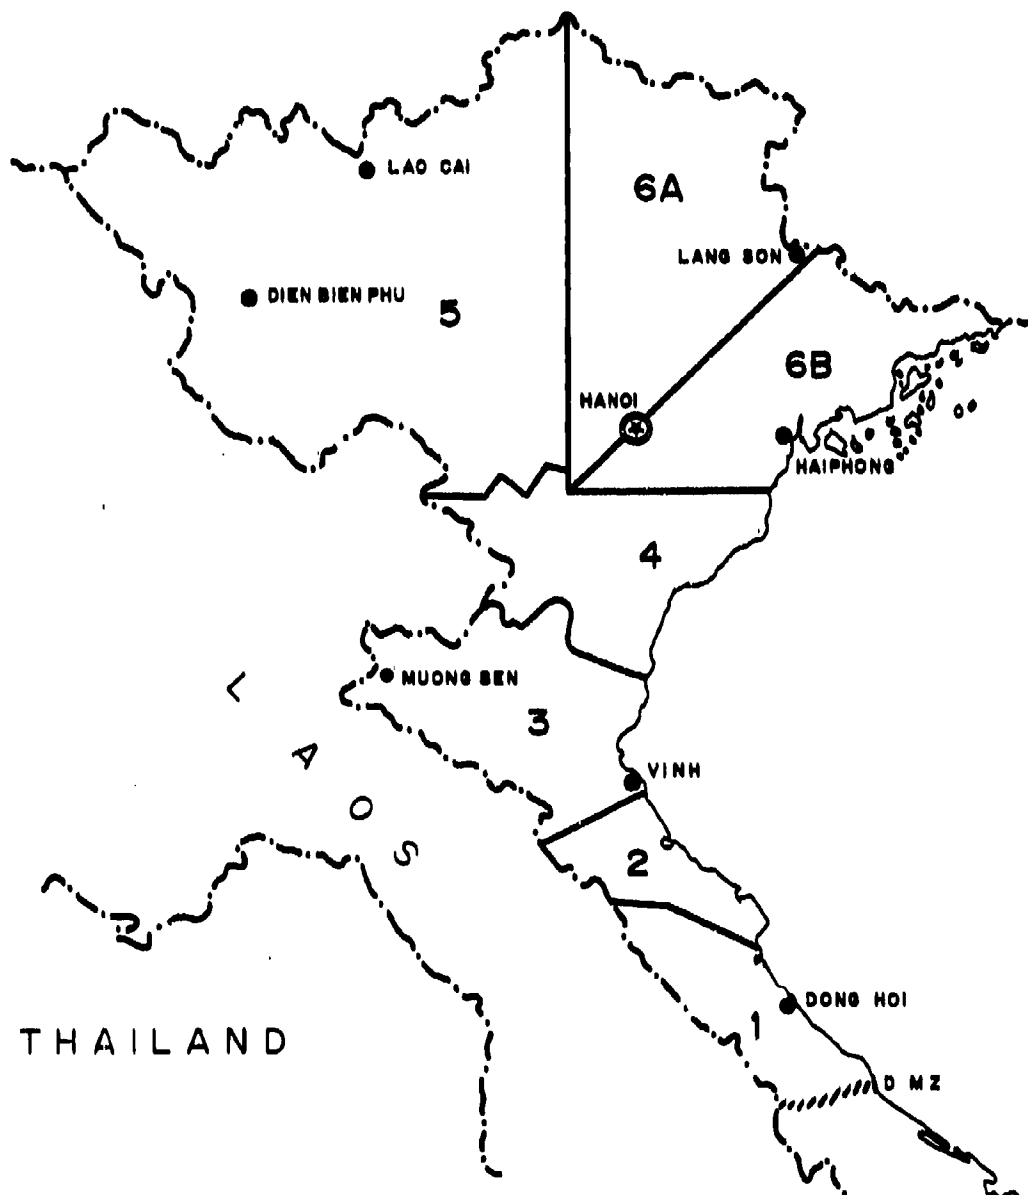 LAO CAI
6A
LANG SON
DIEN BIEN PHU
5
6B
HANOI
HAIPHONG
4
MUONG SEN
3
L
A
O
S
VINH
2
DONG HOI
1
THAILAND
D MZ